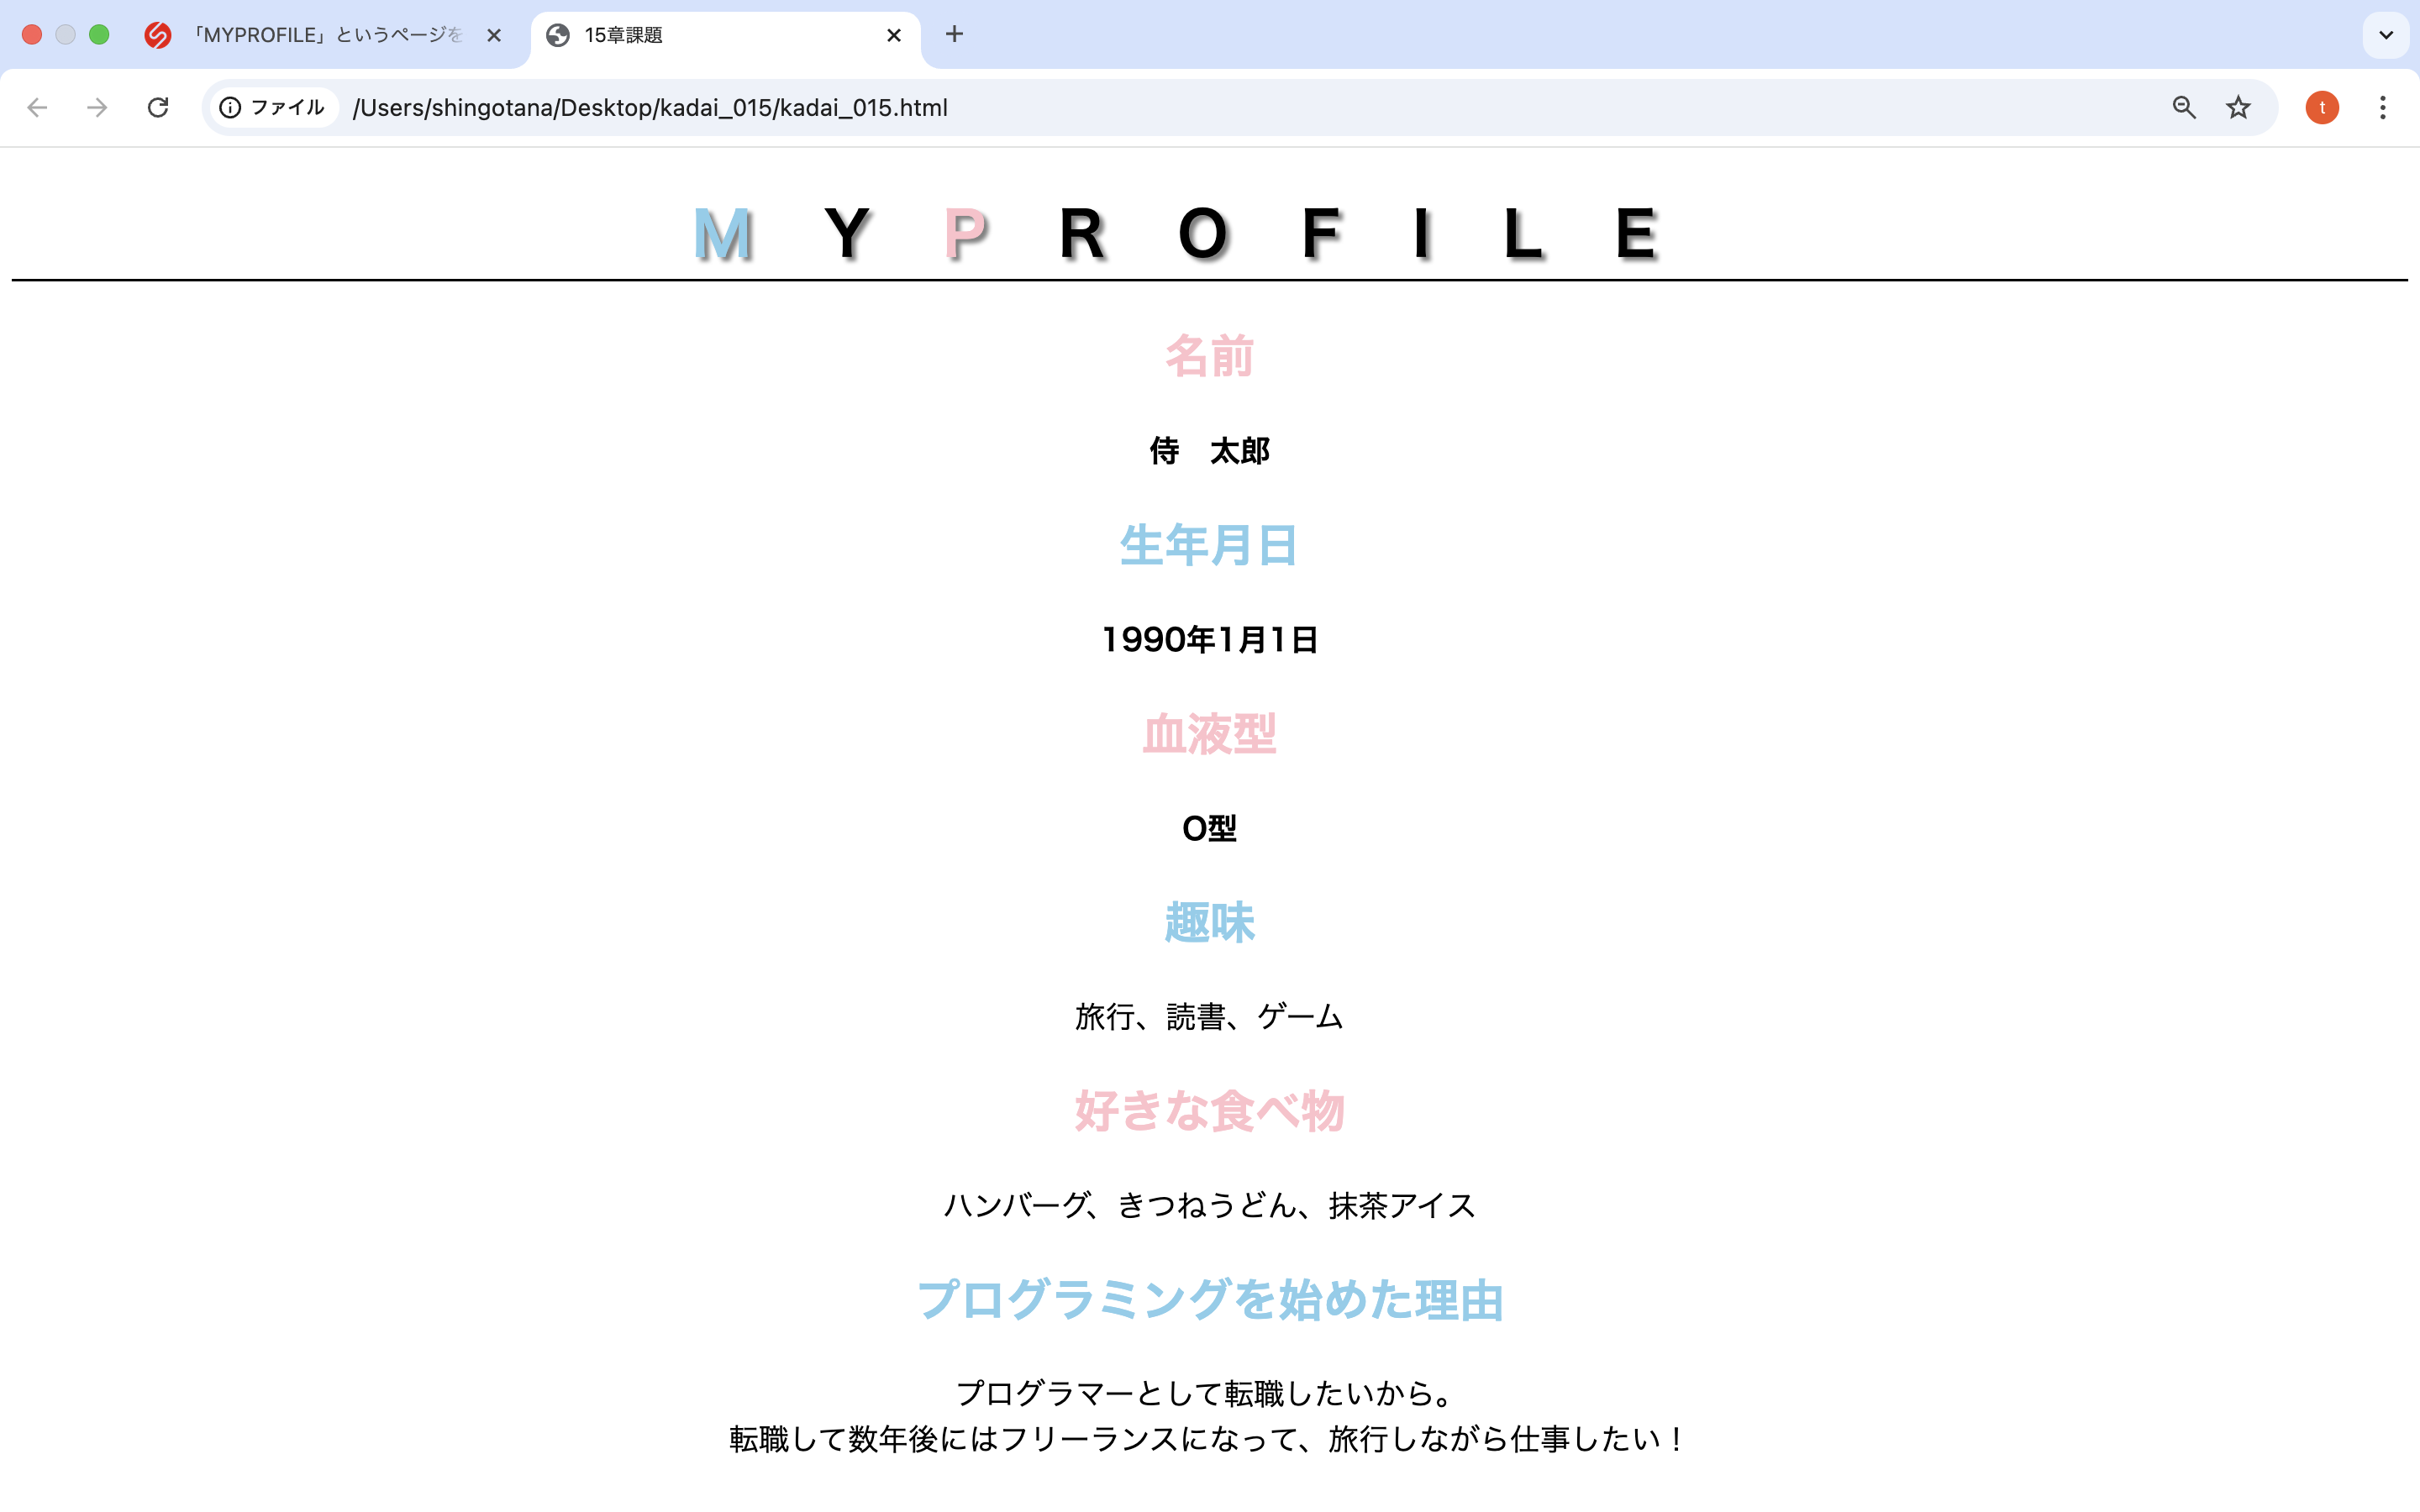 「MYPROFILE」というページを
15章課題
ファイル
/Users/shingotana/Desktop/kadai_015/kadai_015.html
t
M Y P R O F I L E
名前
侍　太郎
生年月日
1990年1月1日
血液型
O型
趣味
旅行、読書、ゲーム
好きな食べ物
ハンバーグ、きつねうどん、抹茶アイス
プログラミングを始めた理由
プログラマーとして転職したいから。
転職して数年後にはフリーランスになって、旅行しながら仕事したい！